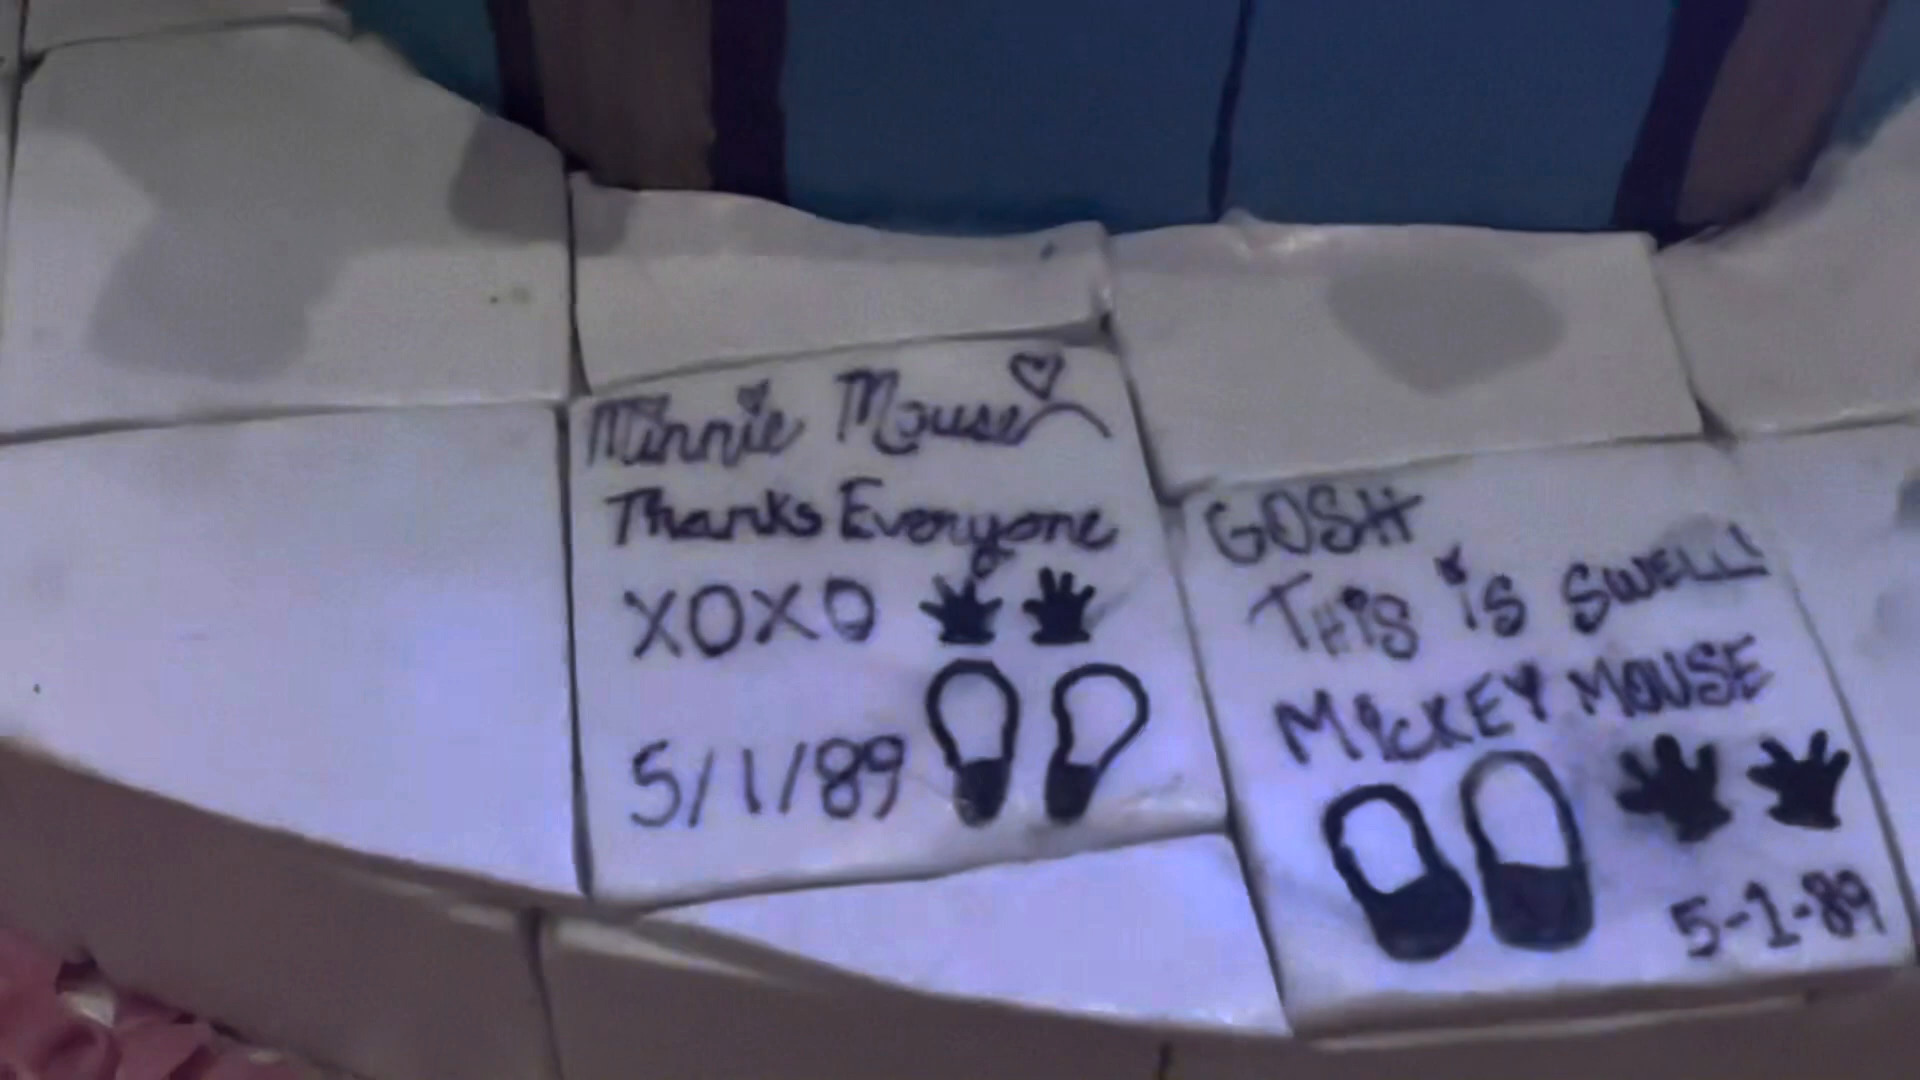 Minnie Mouse
Thanks Everyone
XOXO
5/1/89
GOSH
THiS iS SWELL!
MiCKEY MOUSE
5-1-89